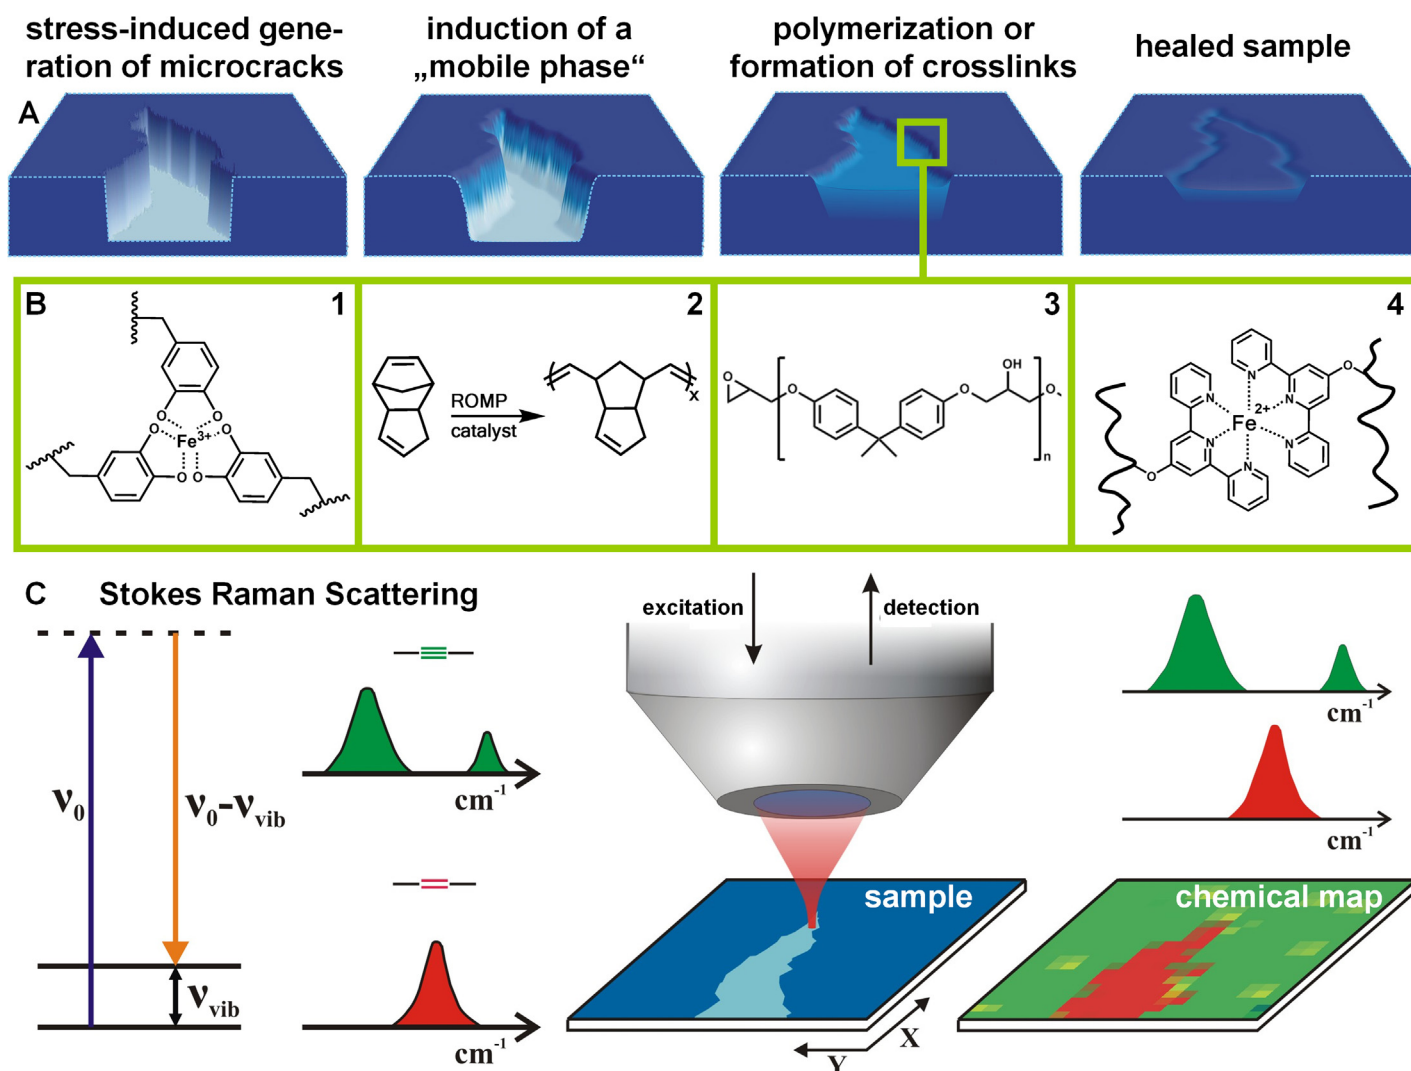 stress-induced gene-
ration of microcracks
induction of a
„mobile phase“
polymerization or
formation of crosslinks
healed sample
A
B
1
Fe3+
O
O
O
O
O
O
2
ROMP
catalyst
x
3
O
O
O
OH
O
n
4
N
N
N
N
N
N
Fe
2+
O
O
C
Stokes Raman Scattering
ν0
ν0-νvib
νvib
cm-1
cm-1
excitation
detection
sample
X
Y
cm-1
cm-1
chemical map